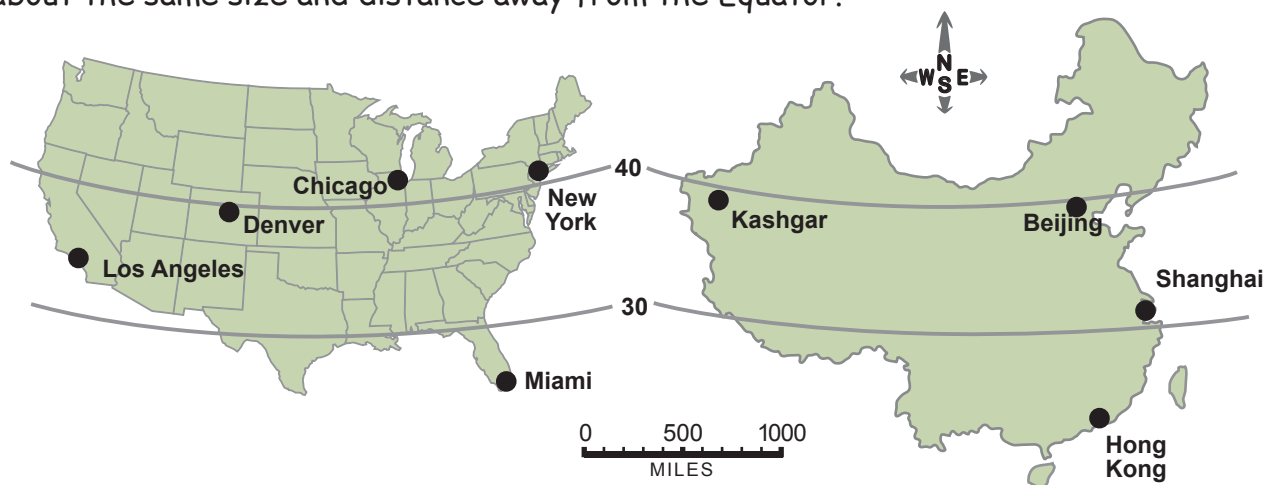 about the same size and distance away from the Equator.
N
W E
S
40
Chicago
New
York
Denver
Kashgar
Beijing
Los Angeles
Shanghai
30
Miami
0 500 1000
MILES
Hong
Kong